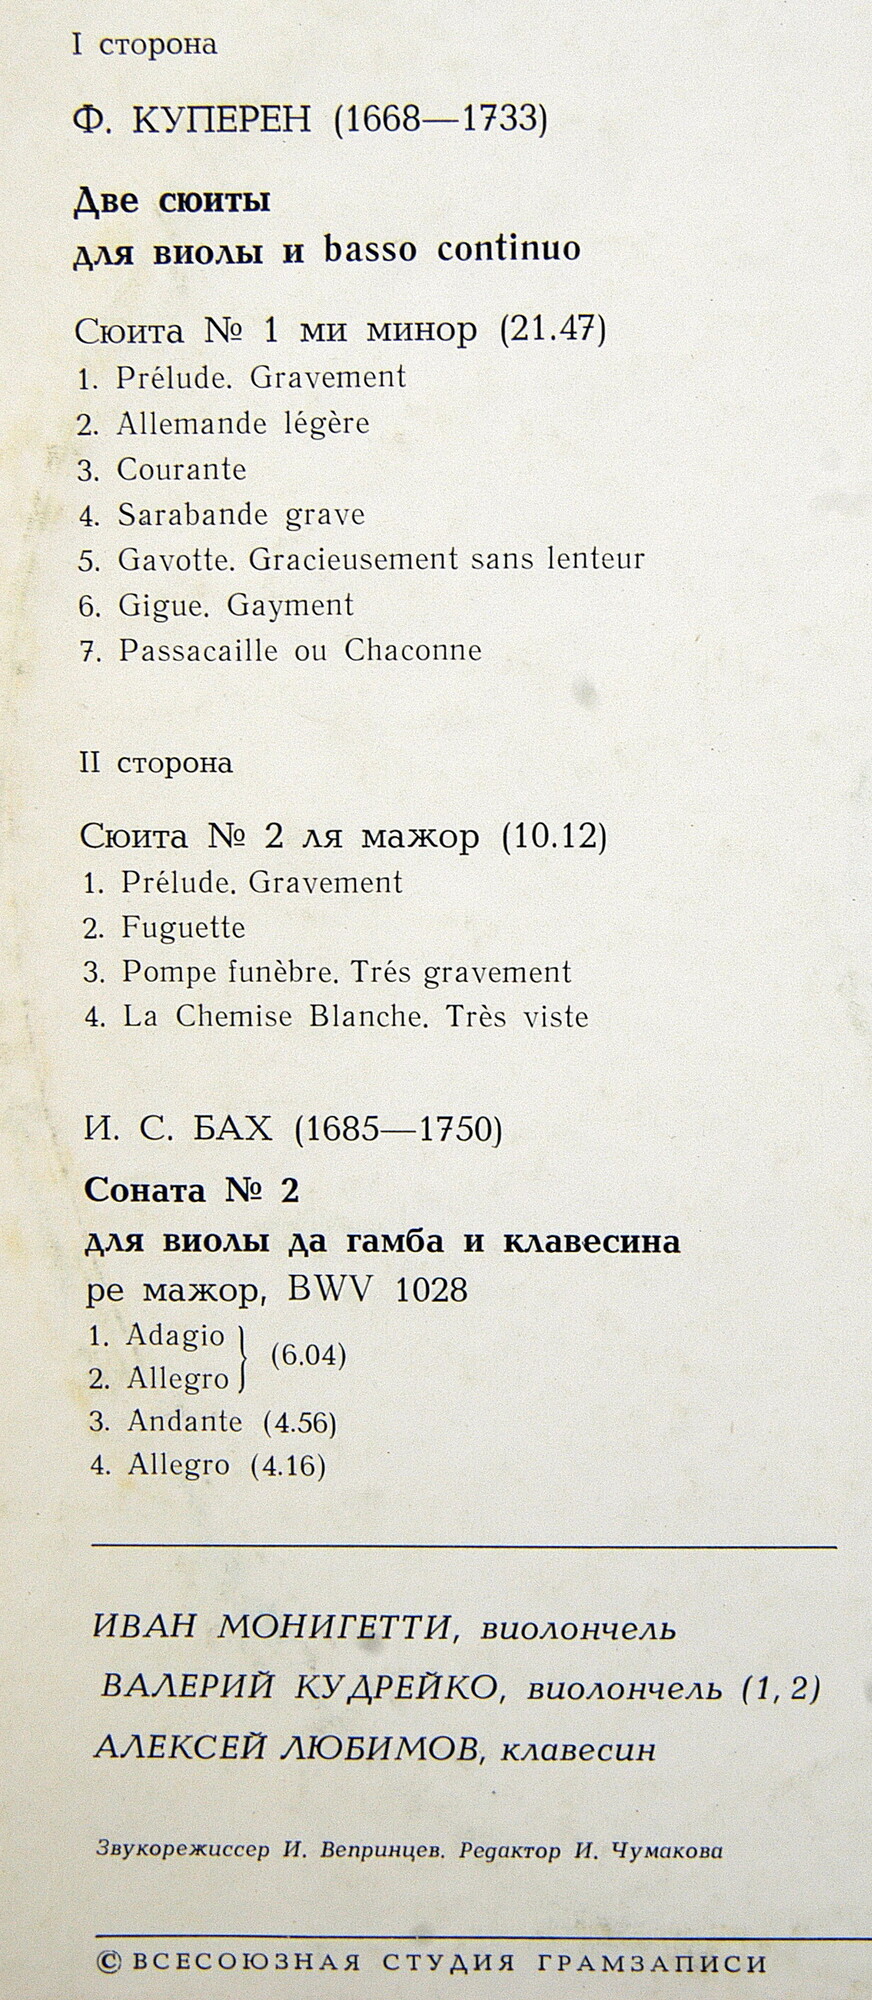 I сторона
Ф. КУПЕРЕН (1668—1733)
Две сюиты
для виолы и basso continuo
Сюита № 1 ми минор (21.47)
1. Prélude. Gravement
2. Allemande légère
3. Courante
4. Sarabande grave
5. Gavotte. Gracieusement sans lenteur
6. Gigue. Gayment
7. Passacaille ou Chaconne
II сторона
Сюита № 2 ля мажор (10.12)
1. Prélude. Gravement
2. Fuguette
3. Pompe funèbre. Trés gravement
4. La Chemise Blanche. Très viste
И. С. БАХ (1685—1750)
Соната № 2
для виолы да гамба и клавесина
ре мажор, BWV 1028
1. Adagio
2. Allegro } (6.04)
3. Andante (4.56)
4. Allegro (4.16)
ИВАН МОНИГЕТТИ, виолончель
ВАЛЕРИЙ КУДРЕЙКО, виолончель (1, 2)
АЛЕКСЕЙ ЛЮБИМОВ, клавесин
Звукорежиссер И. Вепринцев. Редактор И. Чумакова
© ВСЕСОЮЗНАЯ СТУДИЯ ГРАМЗАПИСИ